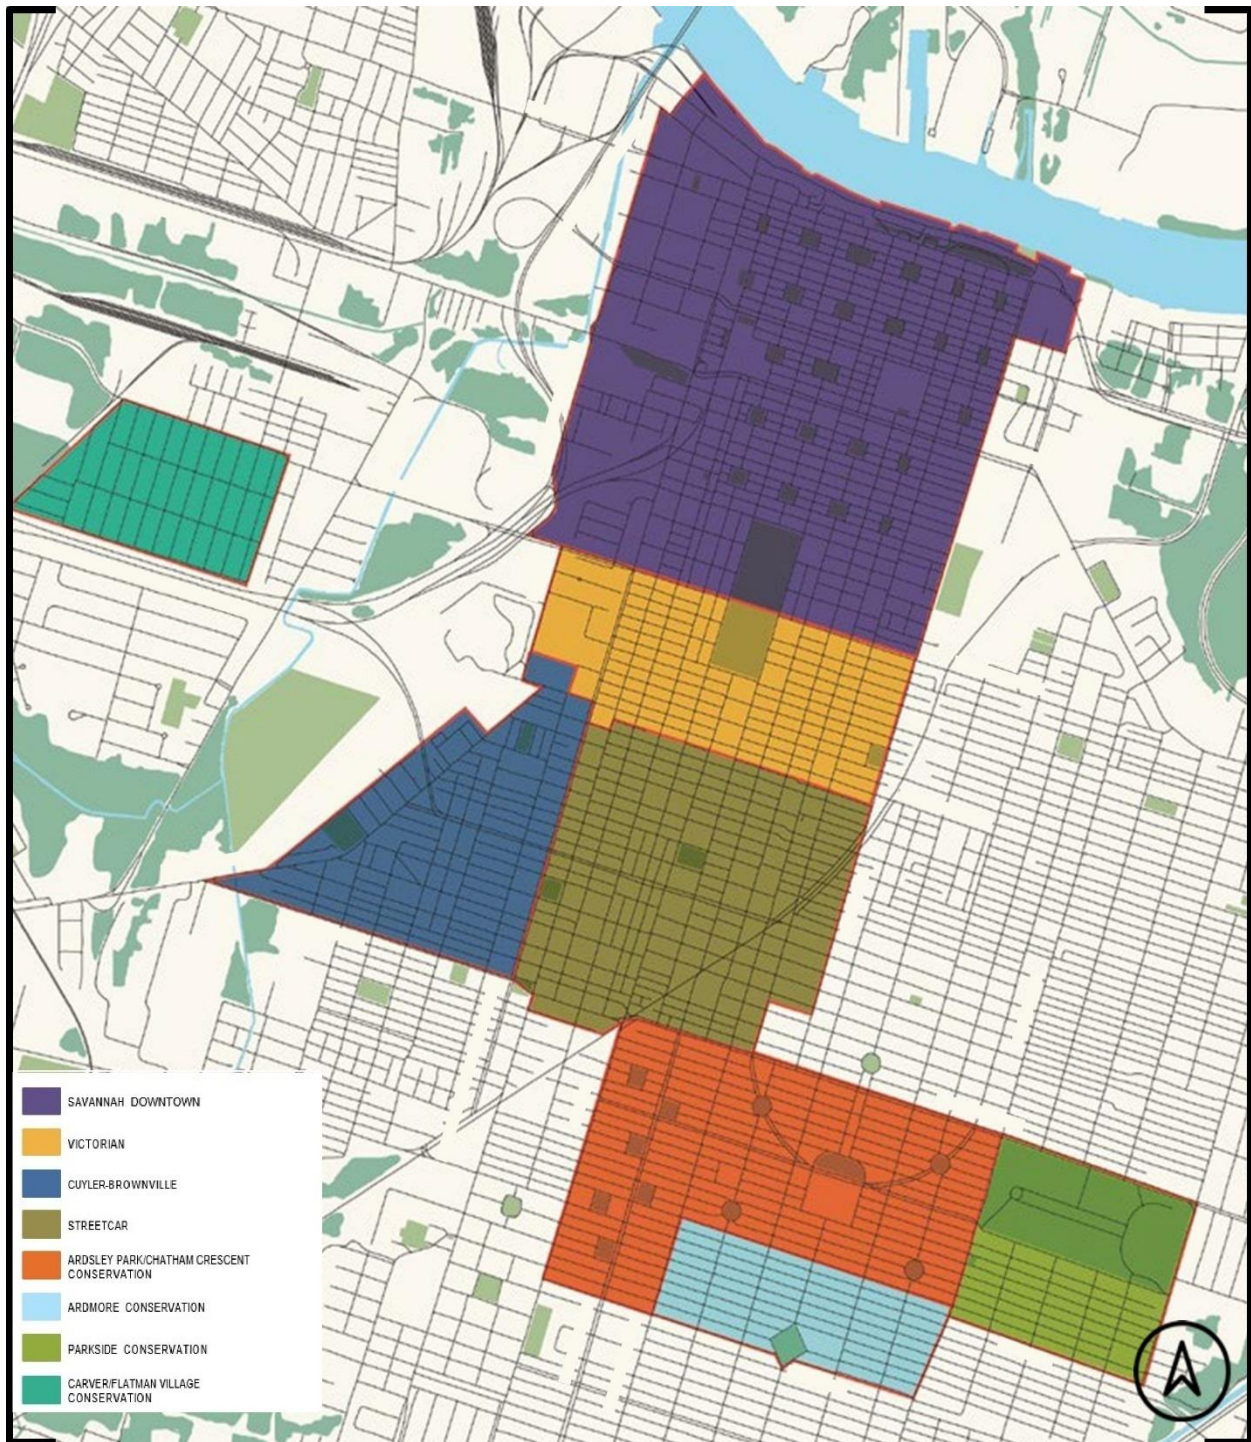 SAVANNAH DOWNTOWN
VICTORIAN
CUYLER-BROWNVILLE
STREETCAR
ARDSLEY PARK/CHATHAM CRESCENT
CONSERVATION
ARDMORE CONSERVATION
PARKSIDE CONSERVATION
CARVER/FLATMAN VILLAGE
CONSERVATION